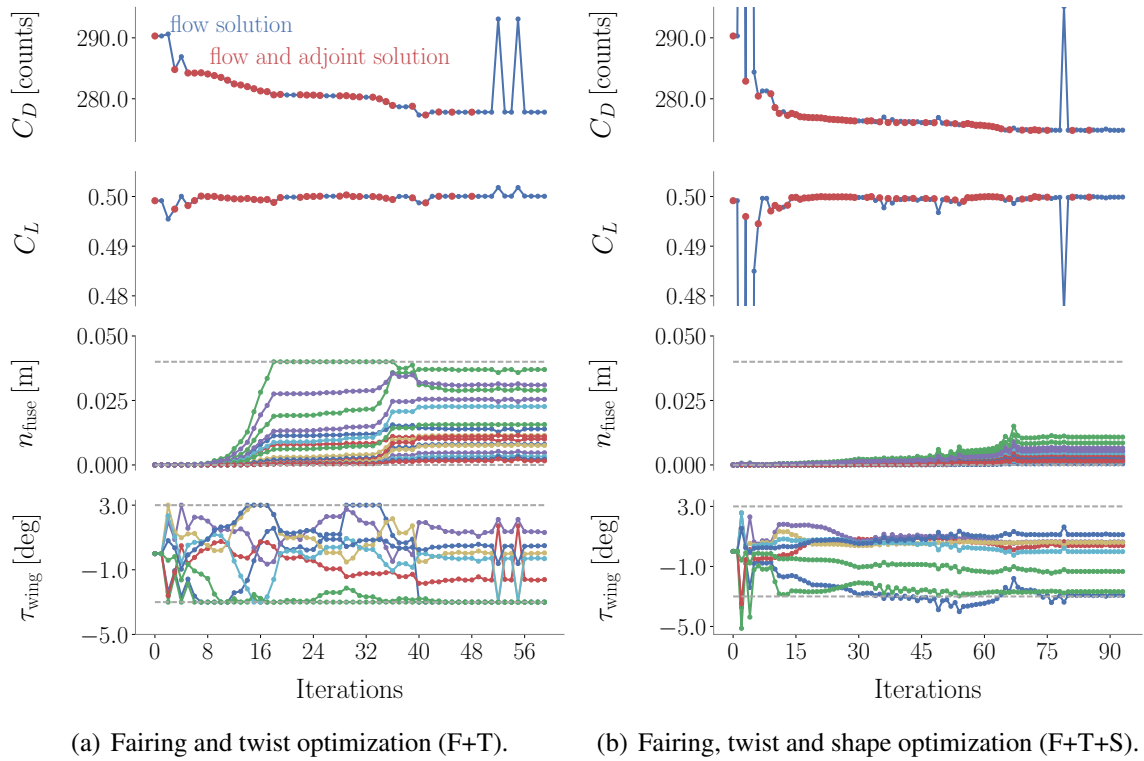 290.0
280.0
C_D [counts]
flow solution
flow and adjoint solution
0.50
0.49
0.48
C_L
0.050
0.025
0.000
n_fuse [m]
3.0
−1.0
−5.0
τ_wing [deg]
0 8 16 24 32 40 48 56
Iterations
(a) Fairing and twist optimization (F+T).
290.0
280.0
C_D [counts]
0.50
0.49
0.48
C_L
0.050
0.025
0.000
n_fuse [m]
3.0
−1.0
−5.0
τ_wing [deg]
0 15 30 45 60 75 90
Iterations
(b) Fairing, twist and shape optimization (F+T+S).